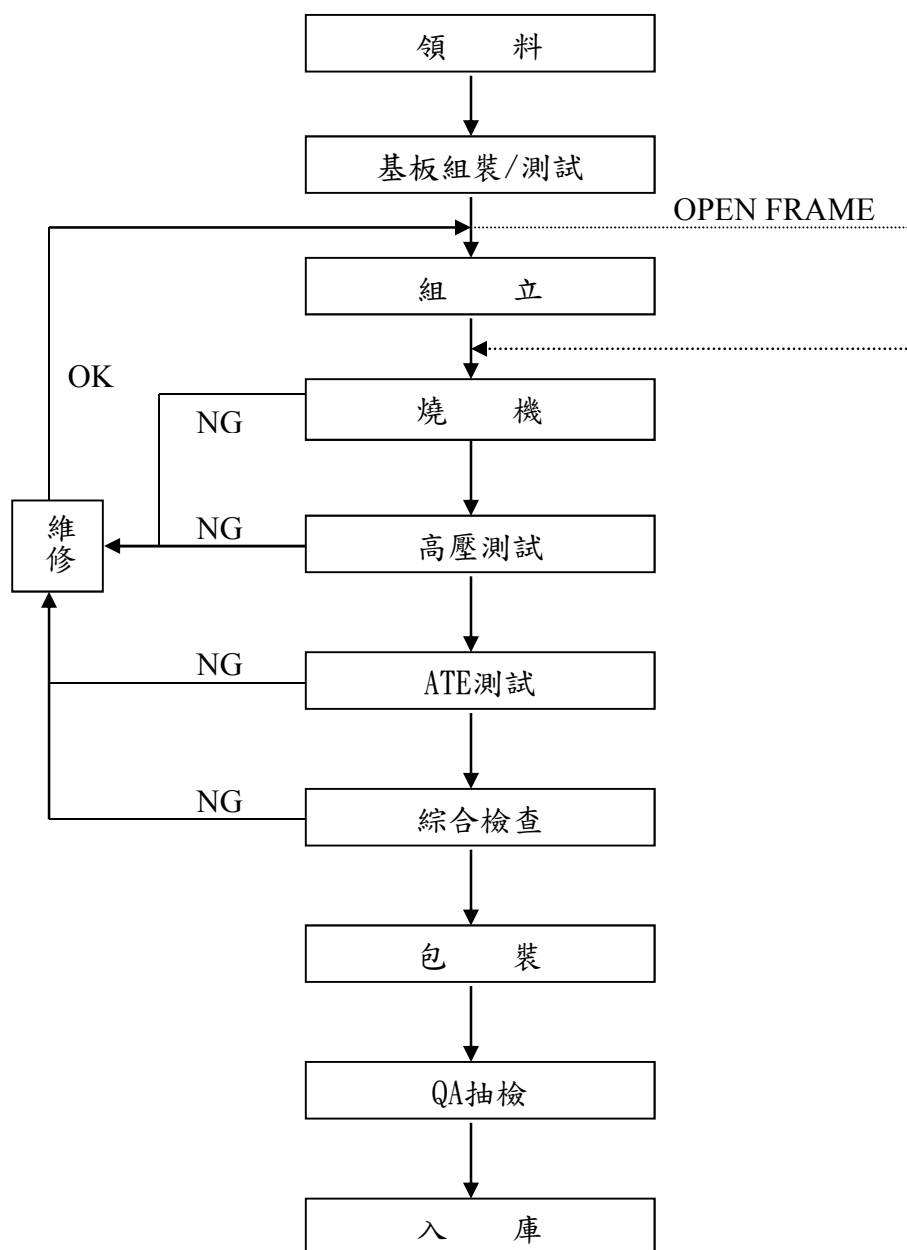 領 料
基板組裝/測試
OPEN FRAME
組 立
OK
燒 機
NG
維
修
NG
高壓測試
NG
ATE測試
NG
綜合檢查
包 裝
QA抽檢
入 庫